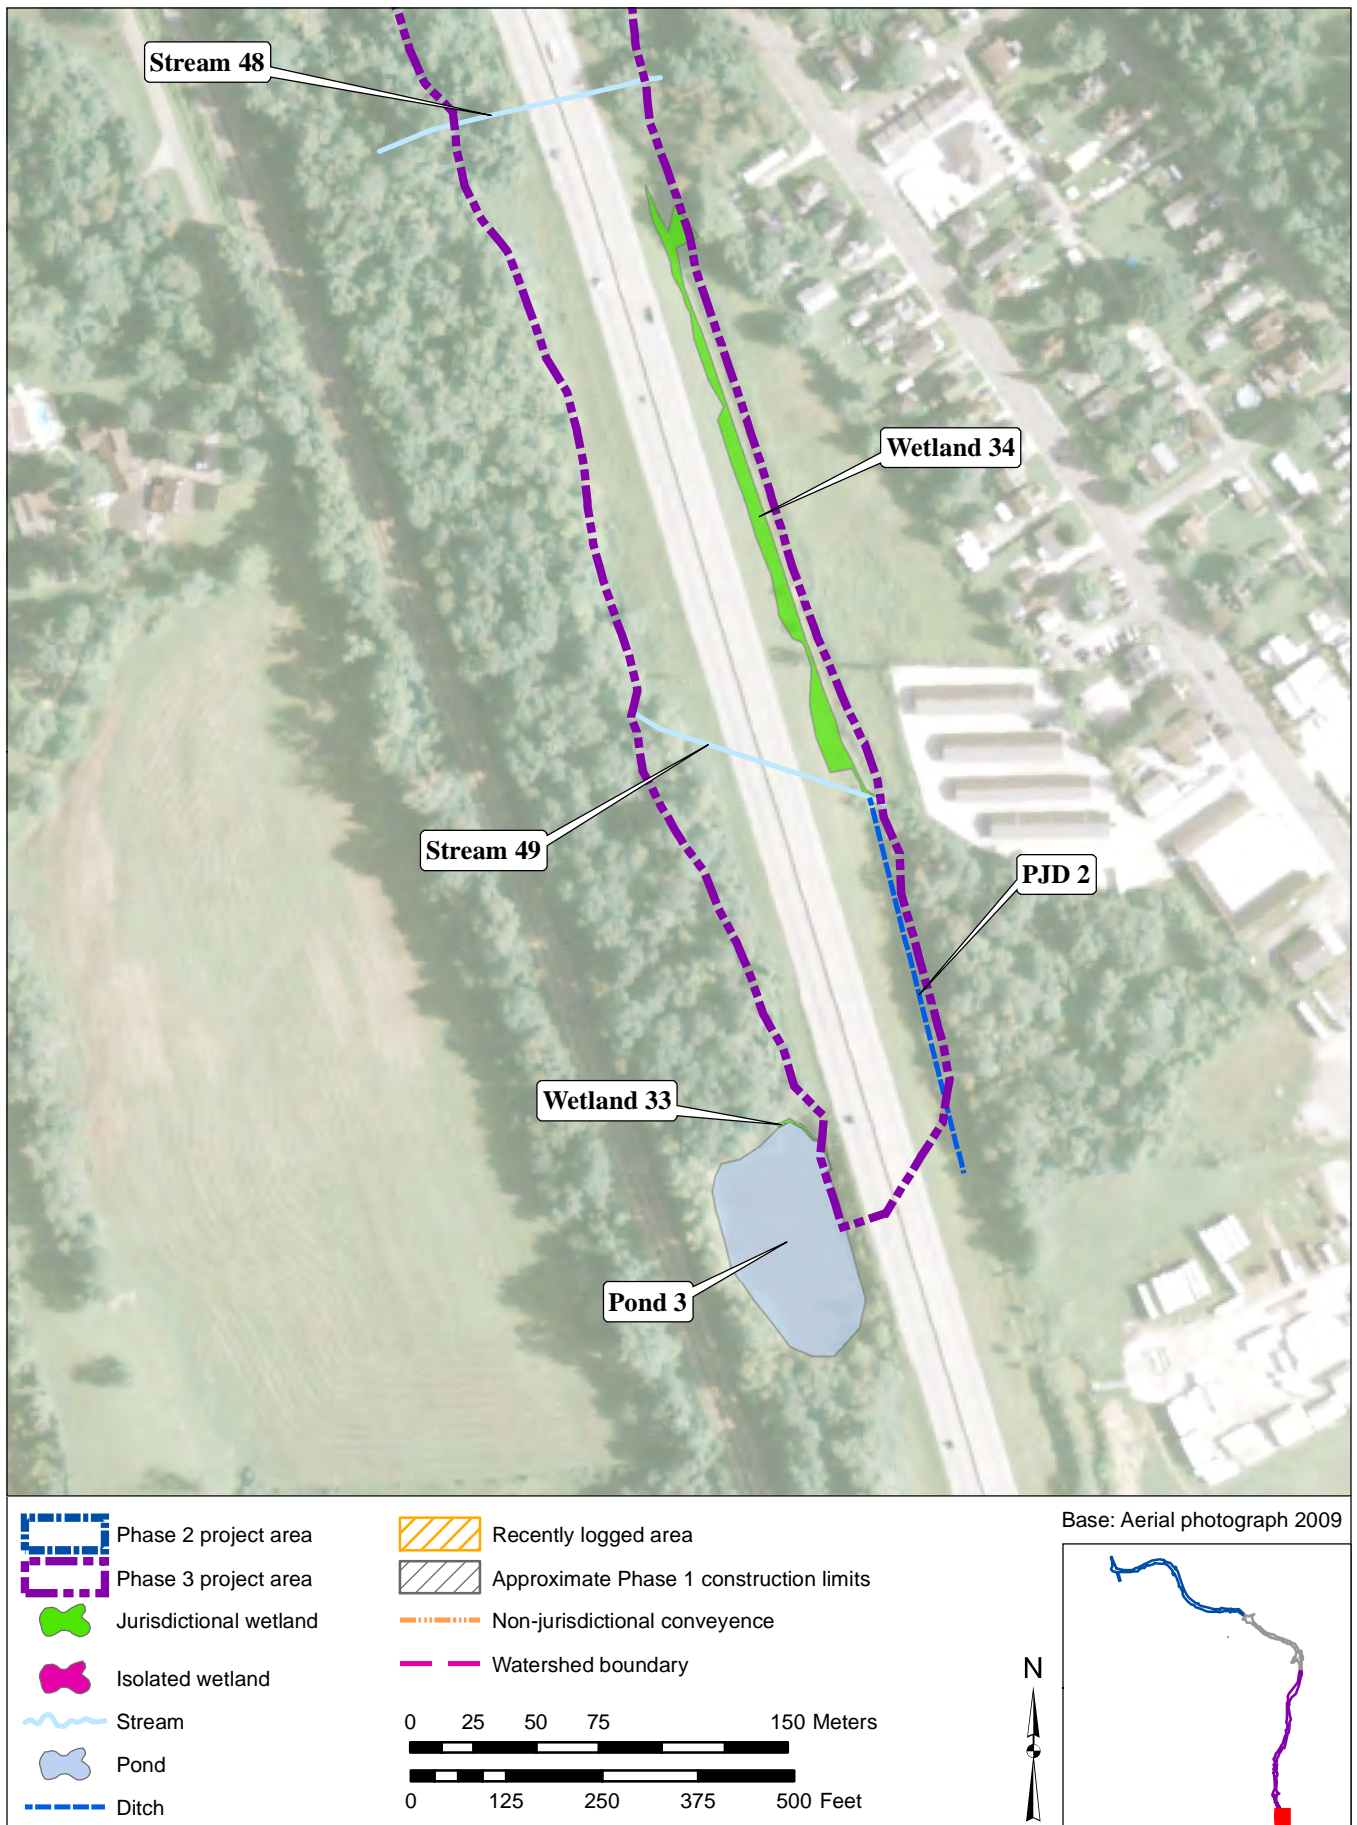 Stream 48
Wetland 34
Stream 49
PJD 2
Wetland 33
Pond 3
Phase 2 project area
Phase 3 project area
Jurisdictional wetland
Isolated wetland
Stream
Pond
Ditch
Recently logged area
Approximate Phase 1 construction limits
Non-jurisdictional conveyence
Watershed boundary
0 25 50 75 150 Meters
0 125 250 375 500 Feet
N
Base: Aerial photograph 2009